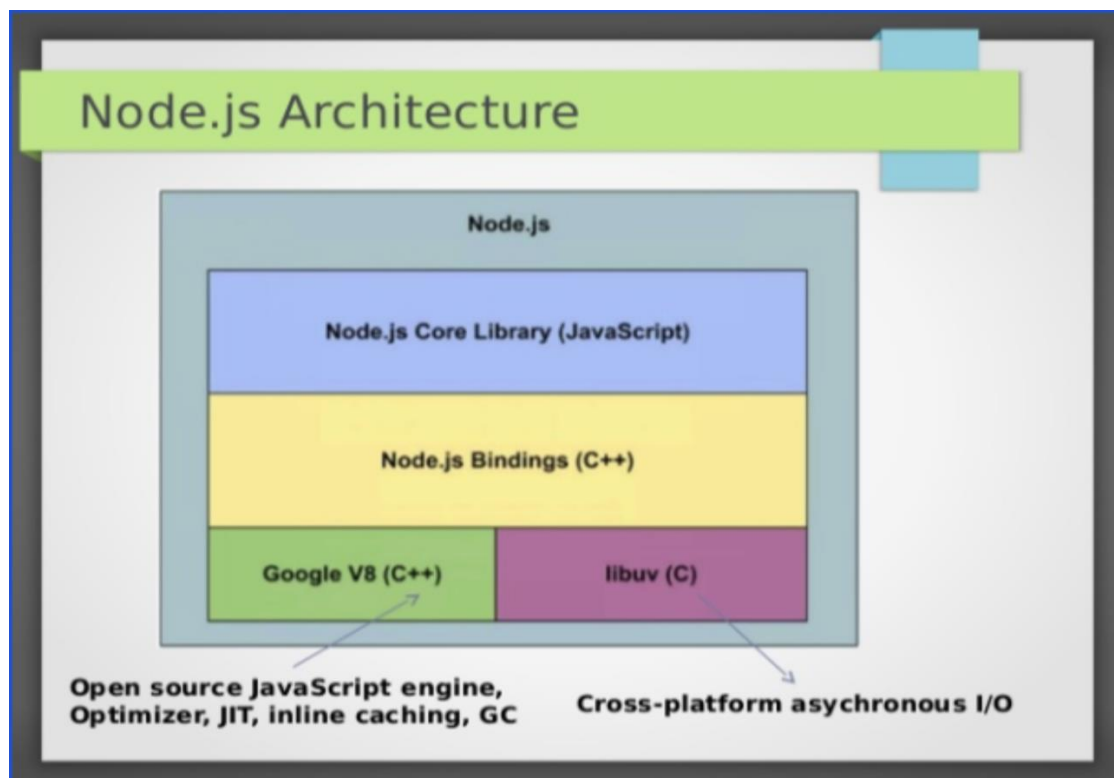 Node.js Architecture
Node.js
Node.js Core Library (JavaScript)
Node.js Bindings (C++)
Google V8 (C++)
libuv (C)
Open source JavaScript engine,
Optimizer, JIT, inline caching, GC
Cross-platform asychronous I/O